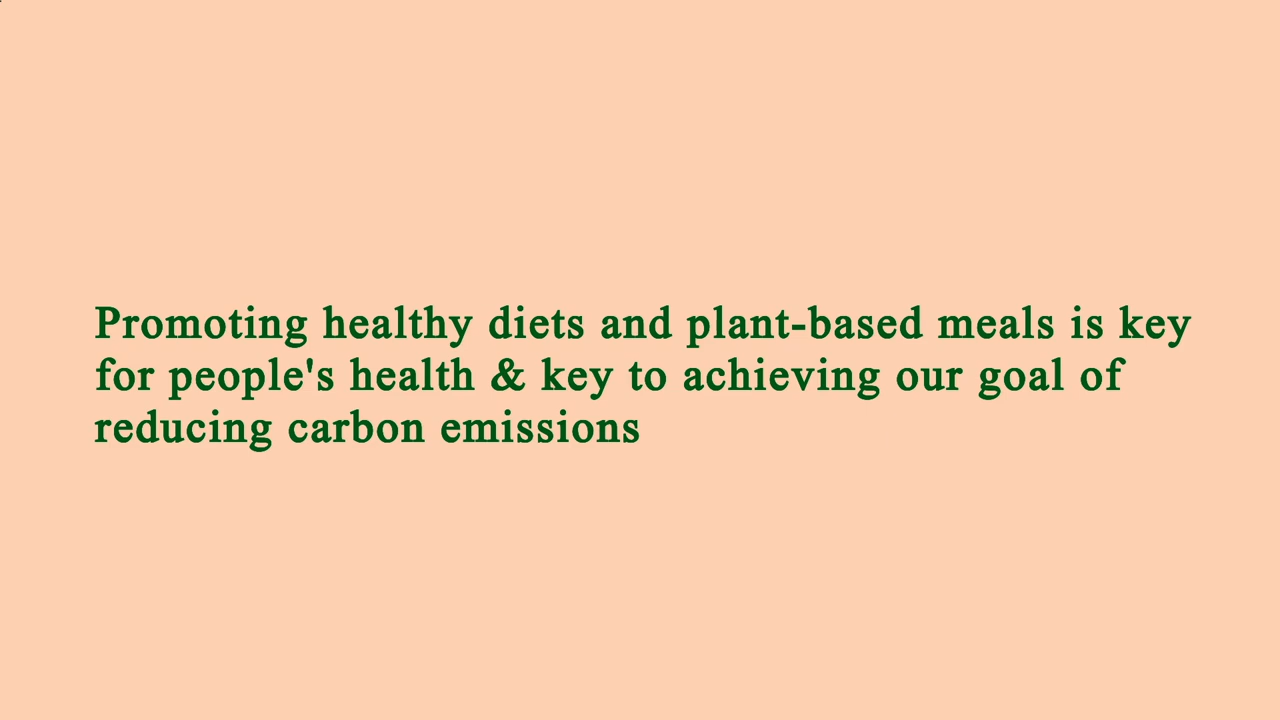 Promoting healthy diets and plant-based meals is key
for people's health & key to achieving our goal of
reducing carbon emissions